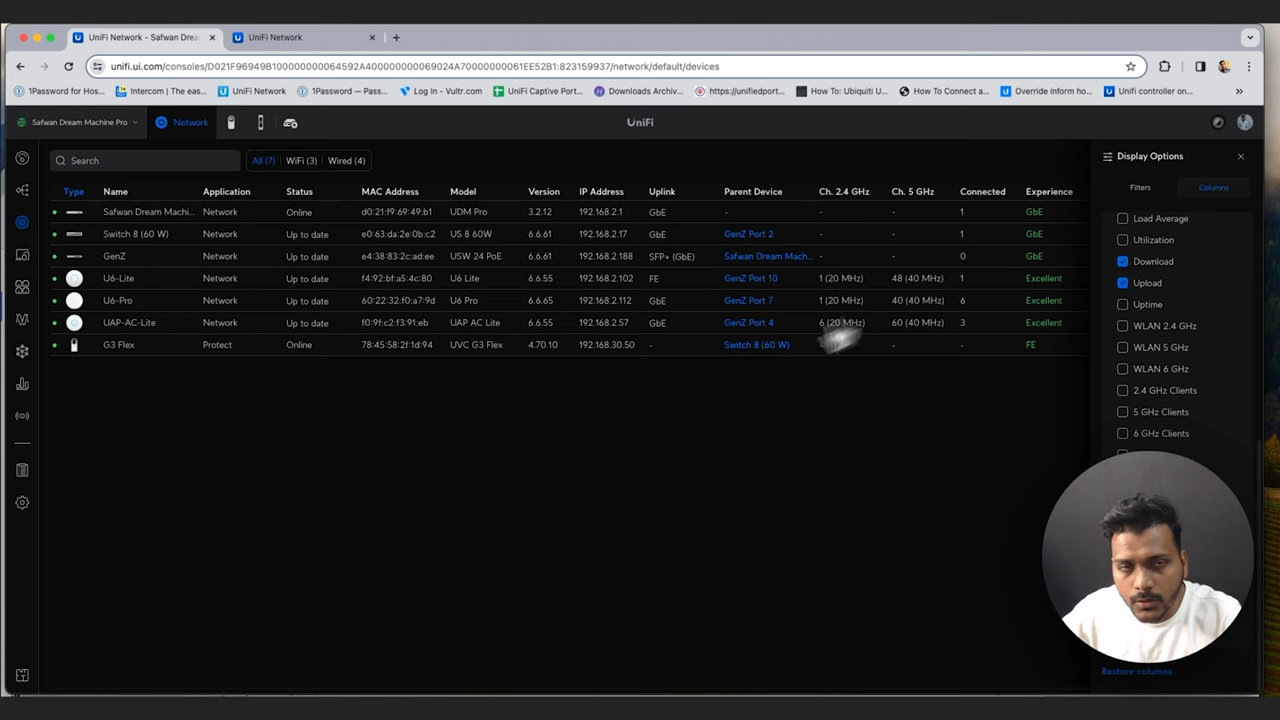 UniFi Network - Safwan Drea
UniFi Network
unifi.ui.com/consoles/D021F96949B10000000064592A400000000069024A70000000061EE52B1:823159937/network/default/devices
1Password for Hos...
Intercom | The eas...
UniFi Network
1Password — Pass...
Log In - Vultr.com
UniFi Captive Port...
Downloads Archiv...
https://unifiedport...
How To: Ubiquiti U...
How To Connect a...
Override inform ho...
Unifi controller on...
Safwan Dream Machine Pro
Network
UniFi
Search
All (7)
WiFi (3)
Wired (4)
Display Options
Filters
Columns
Type Name Application Status MAC Address Model Version IP Address Uplink Parent Device Ch. 2.4 GHz Ch. 5 GHz Connected Experience
Safwan Dream Machi... Network Online d0:21:f9:69:49:b1 UDM Pro 3.2.12 192.168.2.1 GbE - - - 1 GbE
Switch 8 (60 W) Network Up to date e0:63:da:2e:0b:c2 US 8 60W 6.6.61 192.168.2.17 GbE GenZ Port 2 - - 1 GbE
GenZ Network Up to date e4:38:83:2c:ad:ee USW 24 PoE 6.6.61 192.168.2.188 SFP+ (GbE) Safwan Dream Mach... - - 0 GbE
U6-Lite Network Up to date f4:92:bf:a5:4c:80 U6 Lite 6.6.55 192.168.2.102 FE GenZ Port 10 1 (20 MHz) 48 (40 MHz) 1 Excellent
U6-Pro Network Up to date 60:22:32:f0:a7:9d U6 Pro 6.6.65 192.168.2.112 GbE GenZ Port 7 1 (20 MHz) 40 (40 MHz) 6 Excellent
UAP-AC-Lite Network Up to date f0:9f:c2:f3:91:eb UAP AC Lite 6.6.55 192.168.2.57 GbE GenZ Port 4 6 (20 MHz) 60 (40 MHz) 3 Excellent
G3 Flex Protect Online 78:45:58:2f:1d:94 UVC G3 Flex 4.70.10 192.168.30.50 - Switch 8 (60 W) - - - FE
Load Average
Utilization
Download
Upload
Uptime
WLAN 2.4 GHz
WLAN 5 GHz
WLAN 6 GHz
2.4 GHz Clients
5 GHz Clients
6 GHz Clients
Restore columns